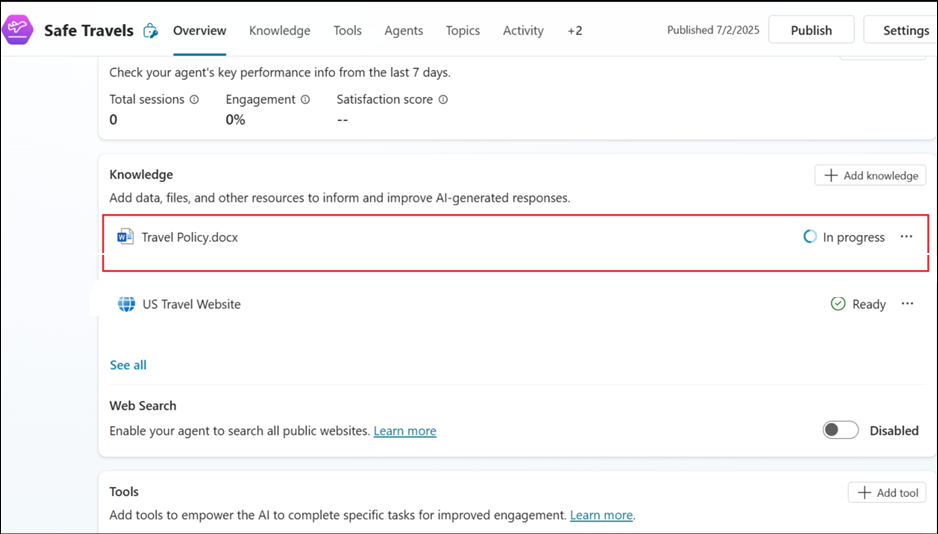 Safe Travels Overview Knowledge Tools Agents Topics Activity +2 Published 7/2/2025 Publish Settings
Check your agent's key performance info from the last 7 days.
Total sessions Engagement Satisfaction score
0 0% --
Knowledge + Add knowledge
Add data, files, and other resources to inform and improve AI-generated responses.
Travel Policy.docx In progress ...
US Travel Website Ready ...
See all
Web Search
Enable your agent to search all public websites. Learn more Disabled
Tools + Add tool
Add tools to empower the AI to complete specific tasks for improved engagement. Learn more.